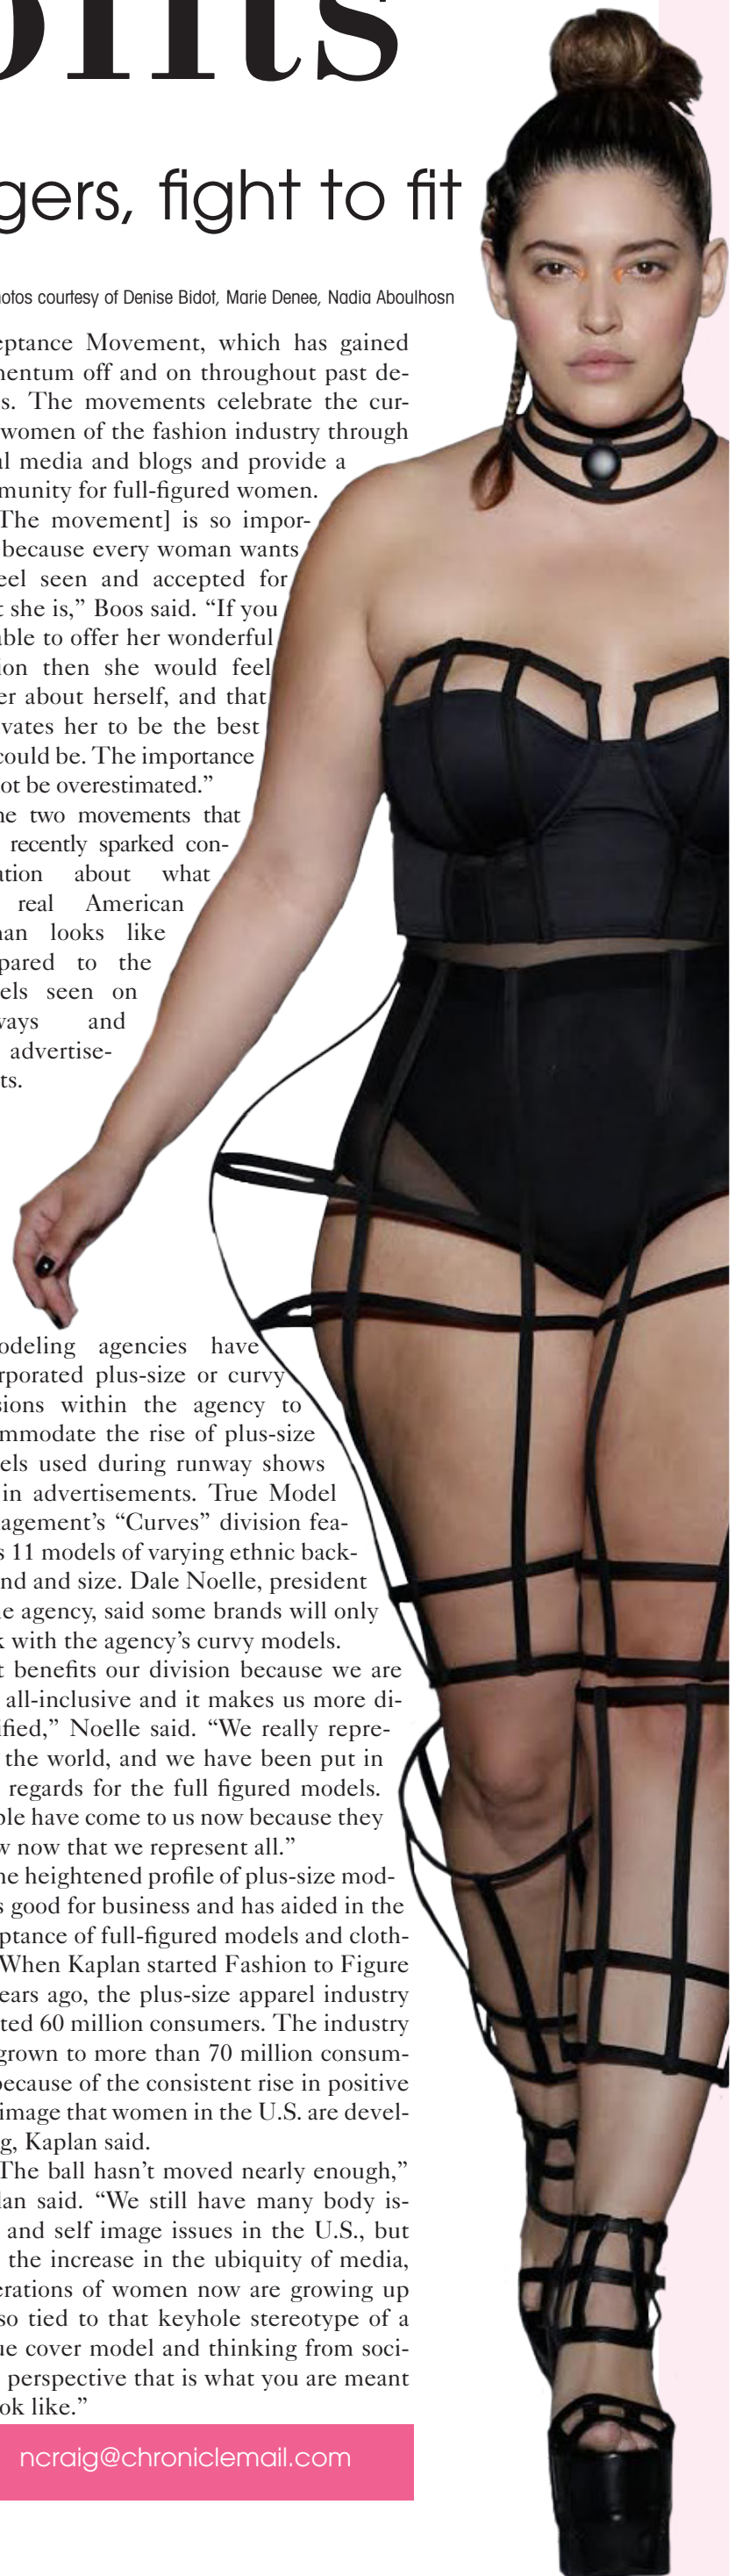 gers, fight to fit
otos courtesy of Denise Bidot, Marie Denee, Nadia Aboulhosn
eptance Movement, which has gained
entum off and on throughout past de-
s. The movements celebrate the cur-
women of the fashion industry through
al media and blogs and provide a
munity for full-figured women.
The movement] is so impor-
because every woman wants
eel seen and accepted for
t she is,” Boos said. “If you
able to offer her wonderful
ion then she would feel
er about herself, and that
vates her to be the best
could be. The importance
ot be overestimated.”
he two movements that
recently sparked con-
ation about what
real American
an looks like
pared to the
els seen on
ways and
advertise-
ts.
odeling agencies have
rporated plus-size or curvy
sions within the agency to
mmodate the rise of plus-size
els used during runway shows
in advertisements. True Model
agement’s “Curves” division fea-
s 11 models of varying ethnic back-
nd and size. Dale Noelle, president
e agency, said some brands will only
k with the agency’s curvy models.
t benefits our division because we are
all-inclusive and it makes us more di-
ified,” Noelle said. “We really repre-
the world, and we have been put in
regards for the full figured models.
ple have come to us now because they
w now that we represent all.”
he heightened profile of plus-size mod-
s good for business and has aided in the
ptance of full-figured models and cloth-
When Kaplan started Fashion to Figure
ears ago, the plus-size apparel industry
ted 60 million consumers. The industry
grown to more than 70 million consum-
because of the consistent rise in positive
image that women in the U.S. are devel-
g, Kaplan said.
The ball hasn’t moved nearly enough,”
lan said. “We still have many body is-
and self image issues in the U.S., but
the increase in the ubiquity of media,
erations of women now are growing up
so tied to that keyhole stereotype of a
ue cover model and thinking from soci-
perspective that is what you are meant
ok like.”
ncraig@chroniclemail.com